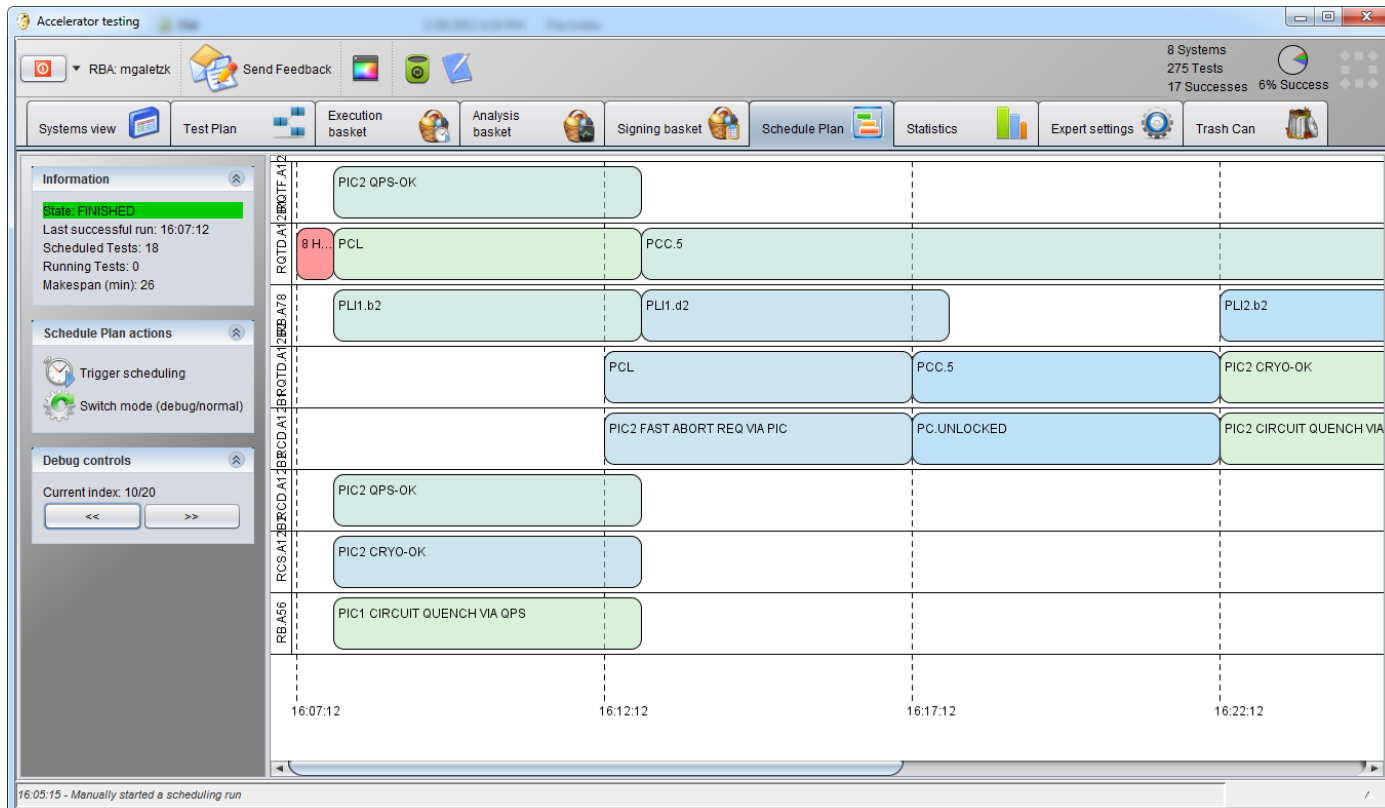 Accelerator testing
RBA: mgaletzk
Send Feedback
8 Systems
275 Tests
17 Successes
6% Success
Systems view
Test Plan
Execution
basket
Analysis
basket
Signing basket
Schedule Plan
Statistics
Expert settings
Trash Can
Information
State: FINISHED
Last successful run: 16:07:12
Scheduled Tests: 18
Running Tests: 0
Makespan (min): 26
Schedule Plan actions
Trigger scheduling
Switch mode (debug/normal)
Debug controls
Current index: 10/20
<<
>>
PIC2 QPS-OK
8 H...
PCL
PCC.5
PLI1.b2
PLI1.d2
PLI2.b2
PCL
PCC.5
PIC2 CRYO-OK
PIC2 FAST ABORT REQ VIA PIC
PC.UNLOCKED
PIC2 CIRCUIT QUENCH VIA
PIC2 QPS-OK
PIC2 CRYO-OK
RB.A56
PIC1 CIRCUIT QUENCH VIA QPS
16:07:12
16:12:12
16:17:12
16:22:12
16:05:15 - Manually started a scheduling run